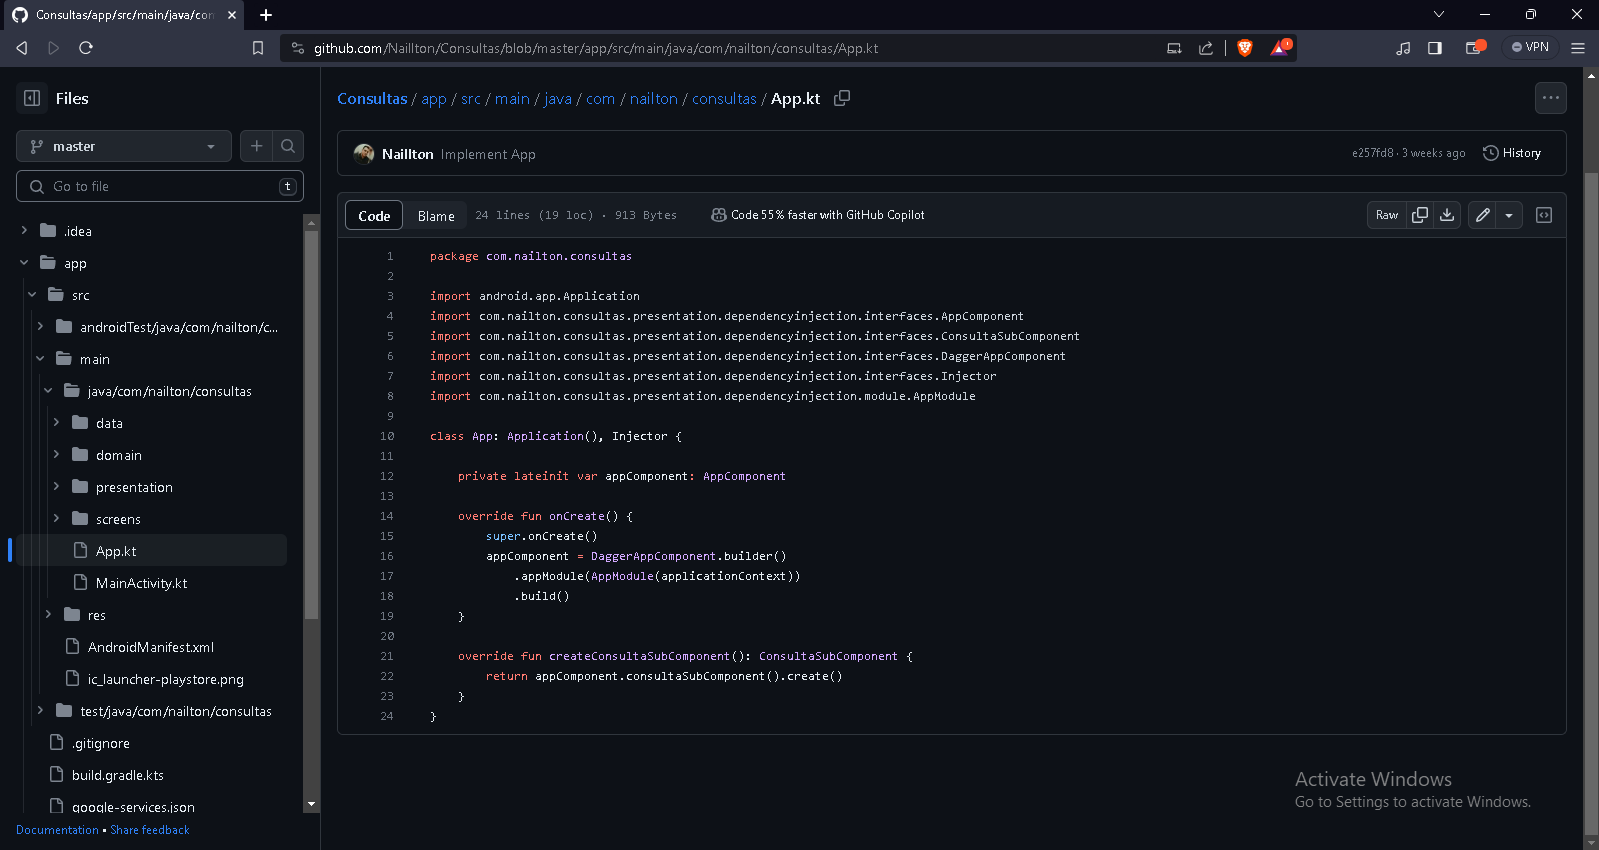 Consultas/app/src/main/java/con
github.com/Naillton/Consultas/blob/master/app/src/main/java/com/nailton/consultas/App.kt
1
VPN
Files
master
Go to file
t
.idea
app
src
androidTest/java/com/nailton/c...
main
java/com/nailton/consultas
data
domain
presentation
screens
App.kt
MainActivity.kt
res
AndroidManifest.xml
ic_launcher-playstore.png
test/java/com/nailton/consultas
.gitignore
build.gradle.kts
google-services.json
Documentation • Share feedback
Consultas / app / src / main / java / com / nailton / consultas / App.kt
Naillton Implement App
e257fd8 · 3 weeks ago
History
Code
Blame
24 lines (19 loc) · 913 Bytes
Code 55% faster with GitHub Copilot
Raw
1 package com.nailton.consultas
2
3 import android.app.Application
4 import com.nailton.consultas.presentation.dependencyinjection.interfaces.AppComponent
5 import com.nailton.consultas.presentation.dependencyinjection.interfaces.ConsultaSubComponent
6 import com.nailton.consultas.presentation.dependencyinjection.interfaces.DaggerAppComponent
7 import com.nailton.consultas.presentation.dependencyinjection.interfaces.Injector
8 import com.nailton.consultas.presentation.dependencyinjection.module.AppModule
9
10 class App: Application(), Injector {
11
12 private lateinit var appComponent: AppComponent
13
14 override fun onCreate() {
15 super.onCreate()
16 appComponent = DaggerAppComponent.builder()
17 .appModule(AppModule(applicationContext))
18 .build()
19 }
20
21 override fun createConsultaSubComponent(): ConsultaSubComponent {
22 return appComponent.consultaSubComponent().create()
23 }
24 }
Activate Windows
Go to Settings to activate Windows.